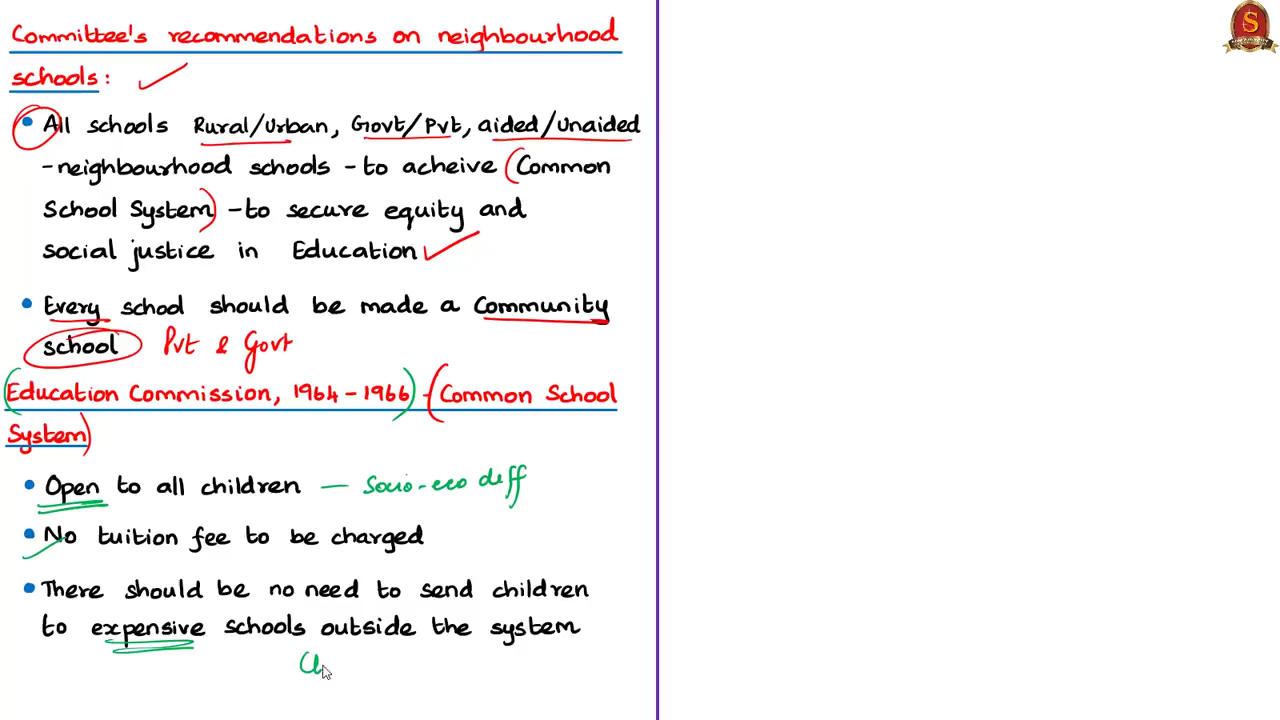 Committee's recommendations on neighbourhood
schools:
All schools Rural/Urban, Govt/Pvt, aided/unaided
-neighbourhood schools -to acheive (Common
School System) -to secure equity and
social justice in Education
Every school should be made a Community
school Pvt & Govt
(Education Commission, 1964-1966) - (Common School
System)
Open to all children — Socio-eco diff
No tuition fee to be charged
There should be no need to send children
to expensive schools outside the system
S